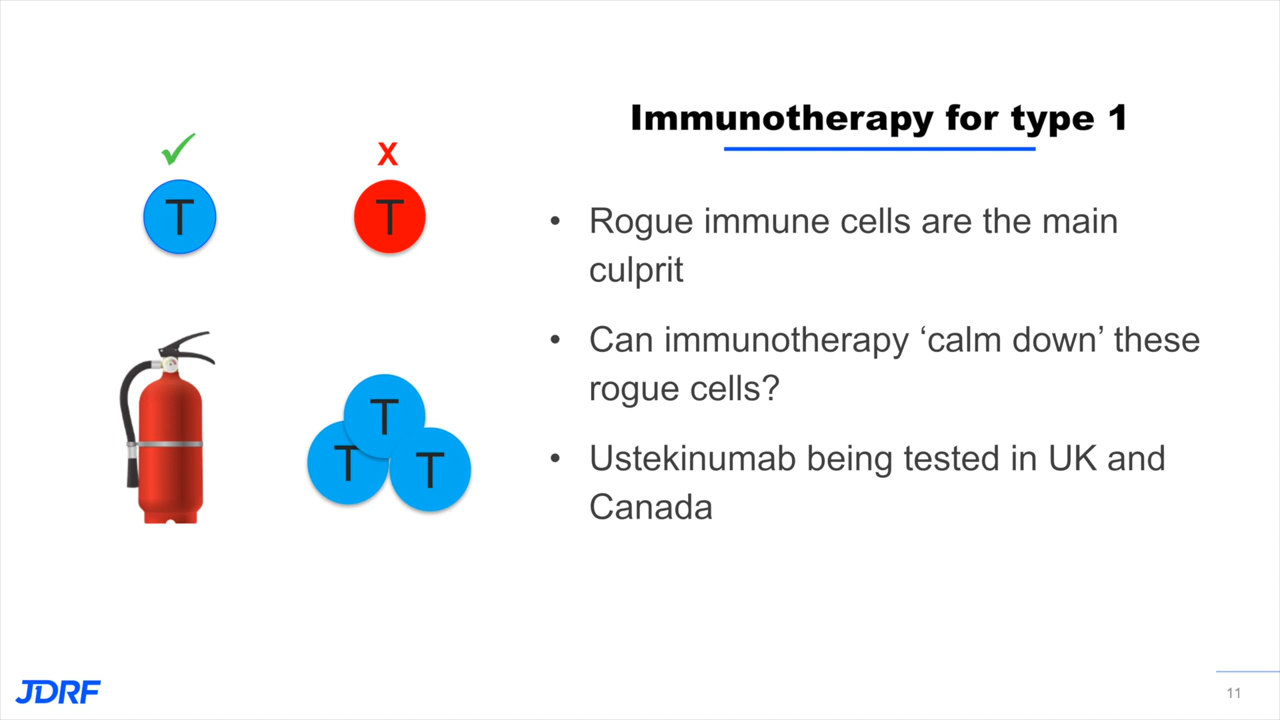 Immunotherapy for type 1
✓
X
T
T
• Rogue immune cells are the main
culprit
• Can immunotherapy ‘calm down’ these
rogue cells?
• Ustekinumab being tested in UK and
Canada
T
T
T
JDRF
11